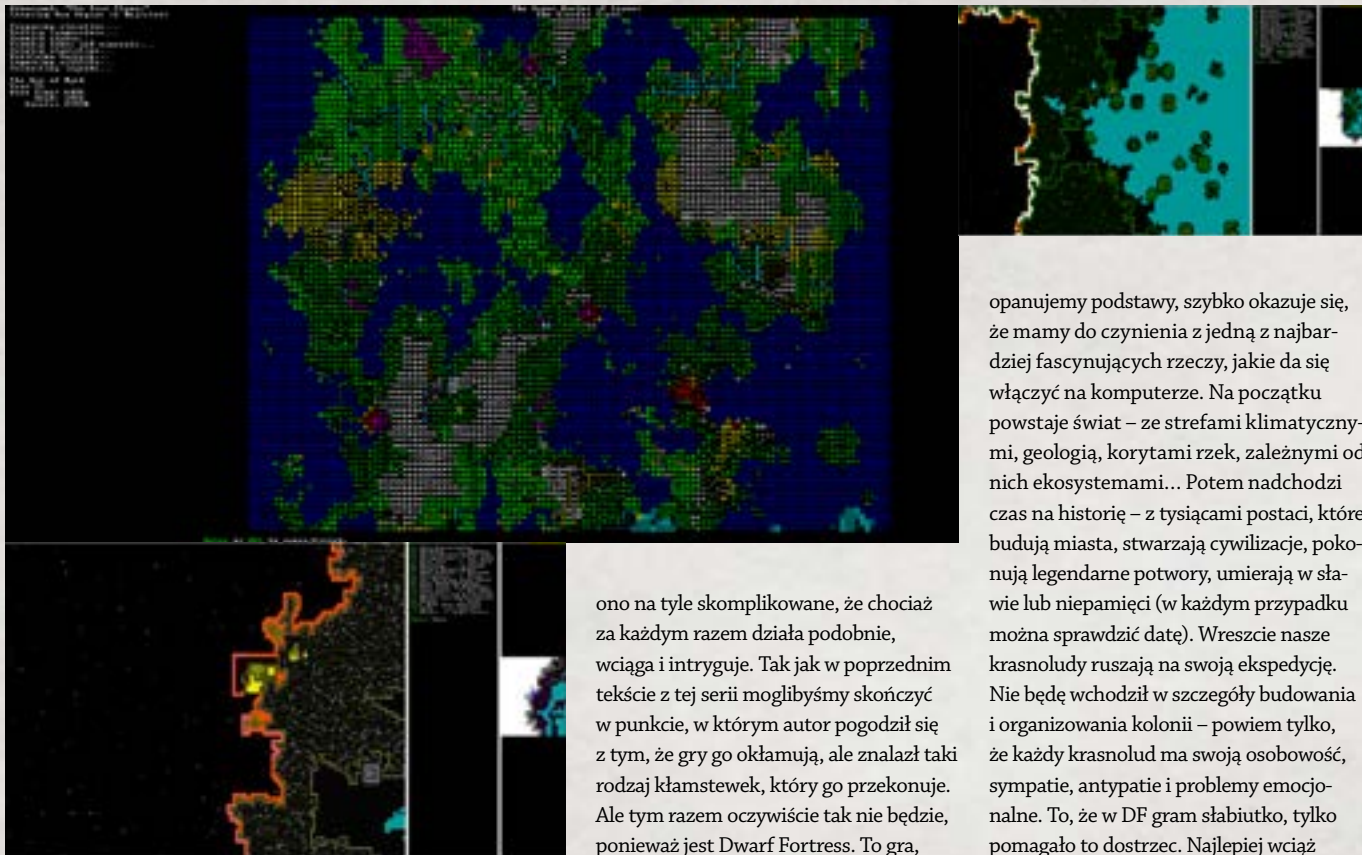 ono na tyle skomplikowane, że chociaż
za każdym razem działa podobnie,
wciąga i intryguje. Tak jak w poprzednim
tekście z tej serii moglibyśmy skończyć
w punkcie, w którym autor pogodził się
z tym, że gry go okłamują, ale znalazł taki
rodzaj kłamstewek, który go przekonuje.
Ale tym razem oczywiście tak nie będzie,
ponieważ jest Dwarf Fortress. To gra,
opanujemy podstawy, szybko okazuje się,
że mamy do czynienia z jedną z najbar-
dziej fascynujących rzeczy, jakie da się
włączyć na komputerze. Na początku
powstaje świat – ze strefami klimatyczny-
mi, geologią, korytami rzek, zależnymi od
nich ekosystemami… Potem nadchodzi
czas na historię – z tysiącami postaci, które
budują miasta, stwarzają cywilizacje, poko-
nują legendarne potwory, umierają w sła-
wie lub niepamięci (w każdym przypadku
można sprawdzić datę). Wreszcie nasze
krasnoludy ruszają na swoją ekspedycję.
Nie będę wchodził w szczegóły budowania
i organizowania kolonii – powiem tylko,
że każdy krasnolud ma swoją osobowość,
sympatie, antypatie i problemy emocjo-
nalne. To, że w DF gram słabiutko, tylko
pomagało to dostrzec. Najlepiej wciąż